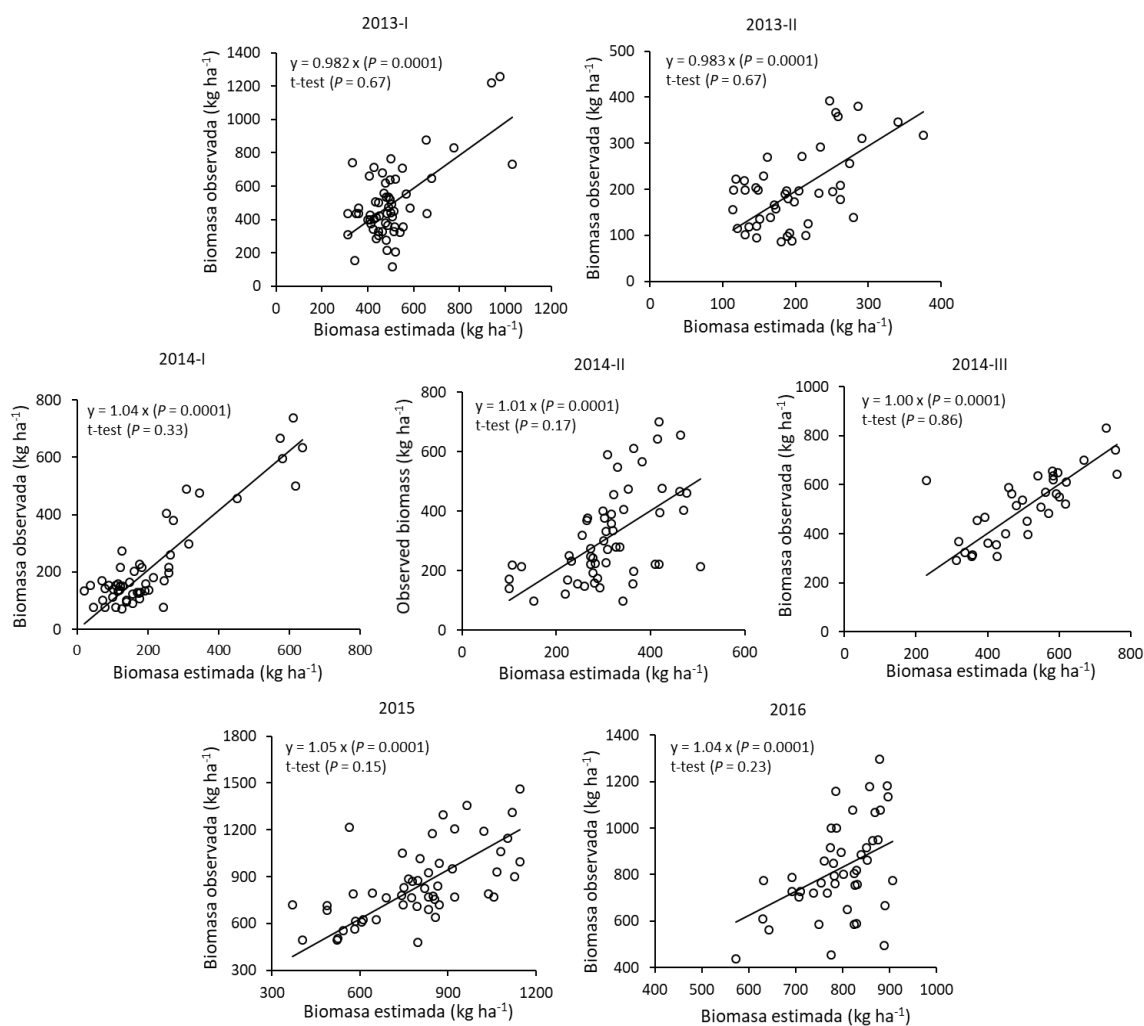 2013-I
y = 0.982 x (P = 0.0001)
t-test (P = 0.67)
Biomasa observada (kg ha⁻¹)
1400
1200
1000
800
600
400
200
0
0 200 400 600 800 1000 1200
Biomasa estimada (kg ha⁻¹)
2013-II
y = 0.983 x (P = 0.0001)
t-test (P = 0.67)
Biomasa observada (kg ha⁻¹)
500
400
300
200
100
0
0 100 200 300 400
Biomasa estimada (kg ha⁻¹)
2014-I
y = 1.04 x (P = 0.0001)
t-test (P = 0.33)
Biomasa observada (kg ha⁻¹)
800
600
400
200
0
0 200 400 600 800
Biomasa estimada (kg ha⁻¹)
2014-II
y = 1.01 x (P = 0.0001)
t-test (P = 0.17)
Observed biomass (kg ha⁻¹)
800
600
400
200
0
0 200 400 600
Biomasa estimada (kg ha⁻¹)
2014-III
y = 1.00 x (P = 0.0001)
t-test (P = 0.86)
Biomasa observada (kg ha⁻¹)
1000
800
600
400
200
0
0 200 400 600 800
Biomasa estimada (kg ha⁻¹)
2015
y = 1.05 x (P = 0.0001)
t-test (P = 0.15)
Biomasa observada (kg ha⁻¹)
1800
1500
1200
900
600
300
300 600 900 1200
Biomasa estimada (kg ha⁻¹)
2016
y = 1.04 x (P = 0.0001)
t-test (P = 0.23)
Biomasa observada (kg ha⁻¹)
1400
1200
1000
800
600
400
400 500 600 700 800 900 1000
Biomasa estimada (kg ha⁻¹)